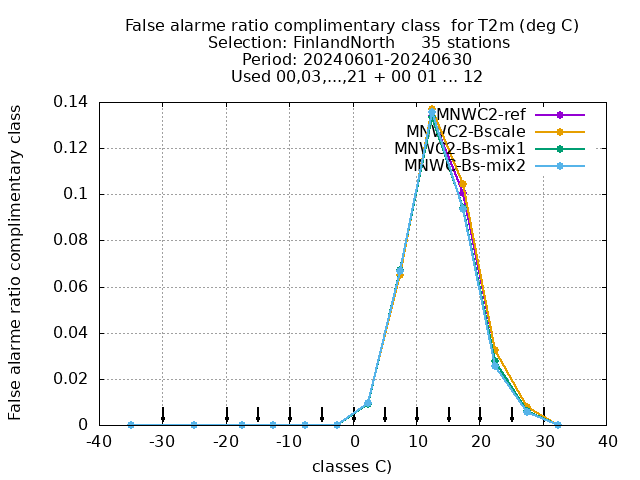 False alarme ratio complimentary class  for T2m (deg C)
Selection: FinlandNorth     35 stations
Period: 20240601-20240630
Used 00,03,...,21 + 00 01 ... 12
False alarme ratio complimentary class
0.14
0.12
0.1
0.08
0.06
0.04
0.02
0
MNWC2-ref
MNWC2-Bscale
MNWC2-Bs-mix1
MNWC-Bs-mix2
-40 -30 -20 -10 0 10 20 30 40
classes C)